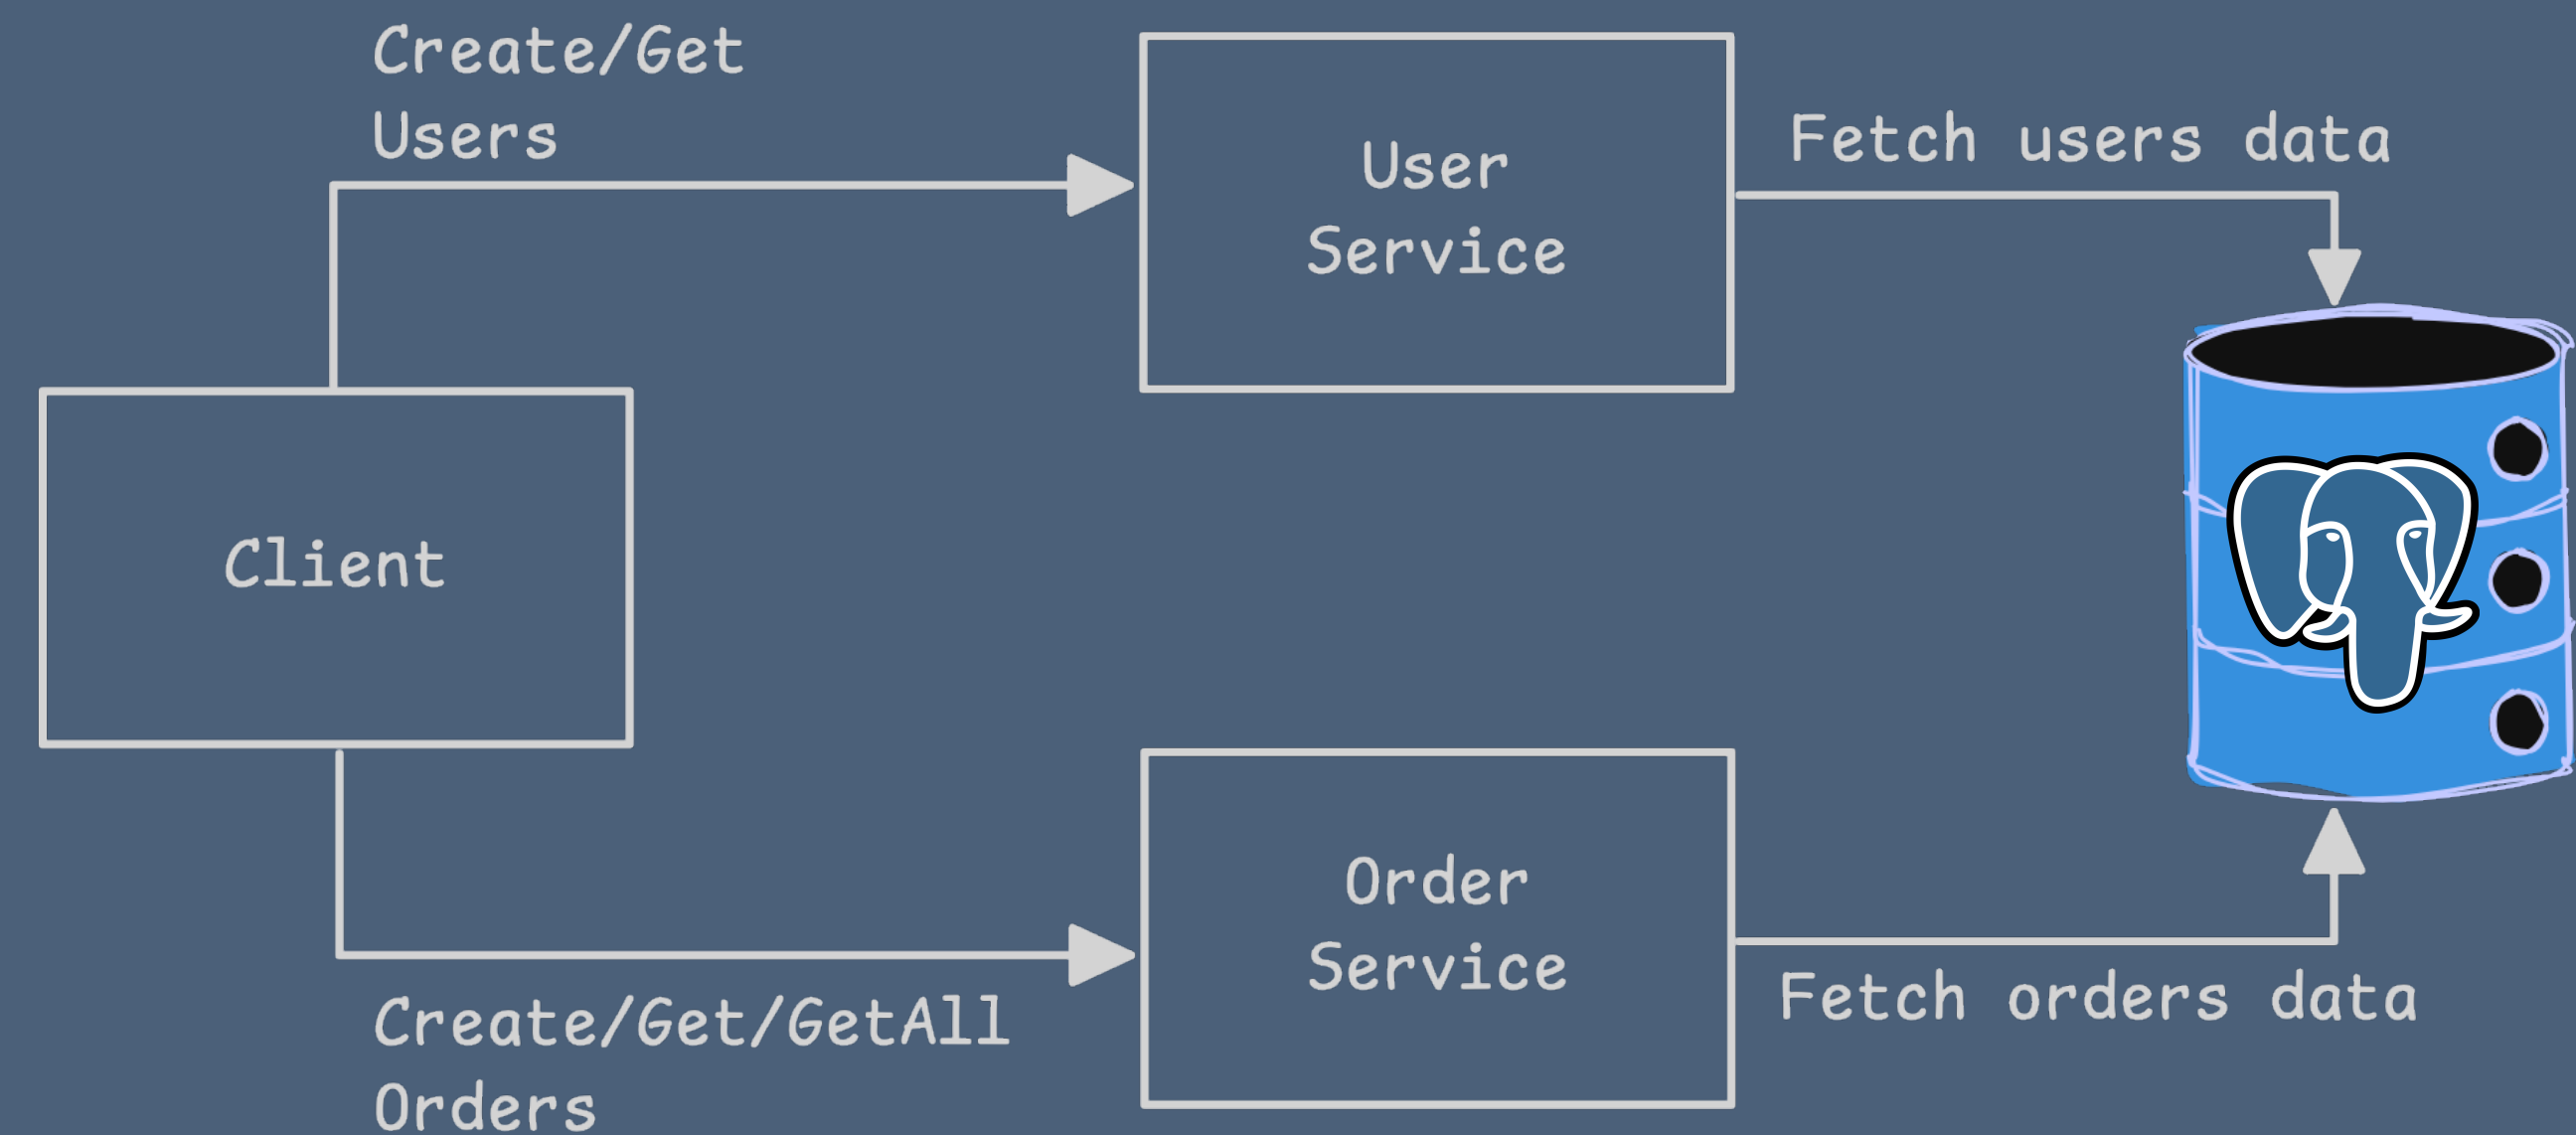 Create/Get
Users
User
Service
Fetch users data
Client
Order
Service
Fetch orders data
Create/Get/GetAll
Orders